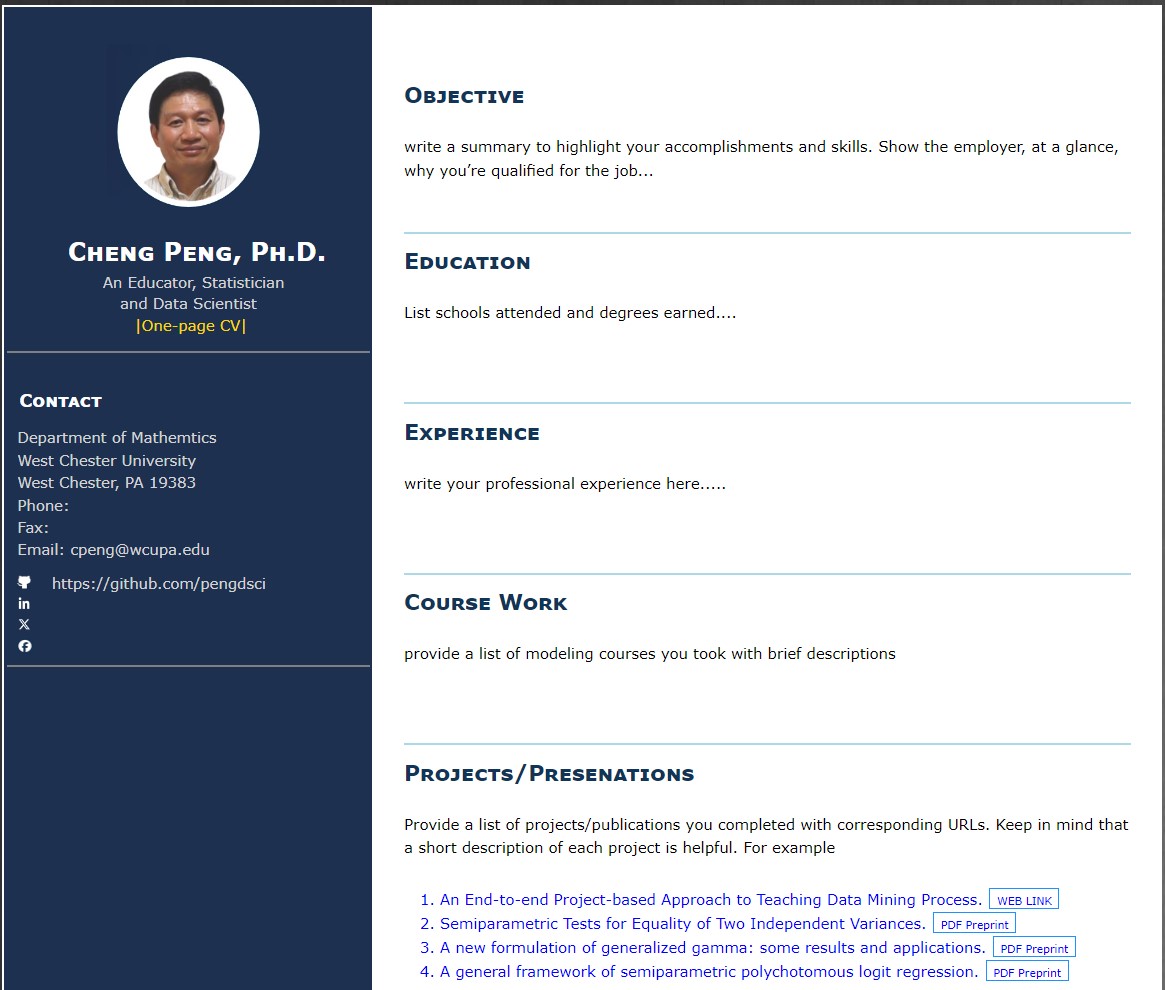 Cheng Peng, Ph.D.
An Educator, Statistician
and Data Scientist
|One-page CV|
Contact
Department of Mathemtics
West Chester University
West Chester, PA 19383
Phone:
Fax:
Email: cpeng@wcupa.edu
https://github.com/pengdsci
Objective
write a summary to highlight your accomplishments and skills. Show the employer, at a glance,
why you’re qualified for the job...
Education
List schools attended and degrees earned....
Experience
write your professional experience here.....
Course Work
provide a list of modeling courses you took with brief descriptions
Projects/Presenations
Provide a list of projects/publications you completed with corresponding URLs. Keep in mind that
a short description of each project is helpful. For example
1. An End-to-end Project-based Approach to Teaching Data Mining Process. WEB LINK
2. Semiparametric Tests for Equality of Two Independent Variances. PDF Preprint
3. A new formulation of generalized gamma: some results and applications. PDF Preprint
4. A general framework of semiparametric polychotomous logit regression. PDF Preprint